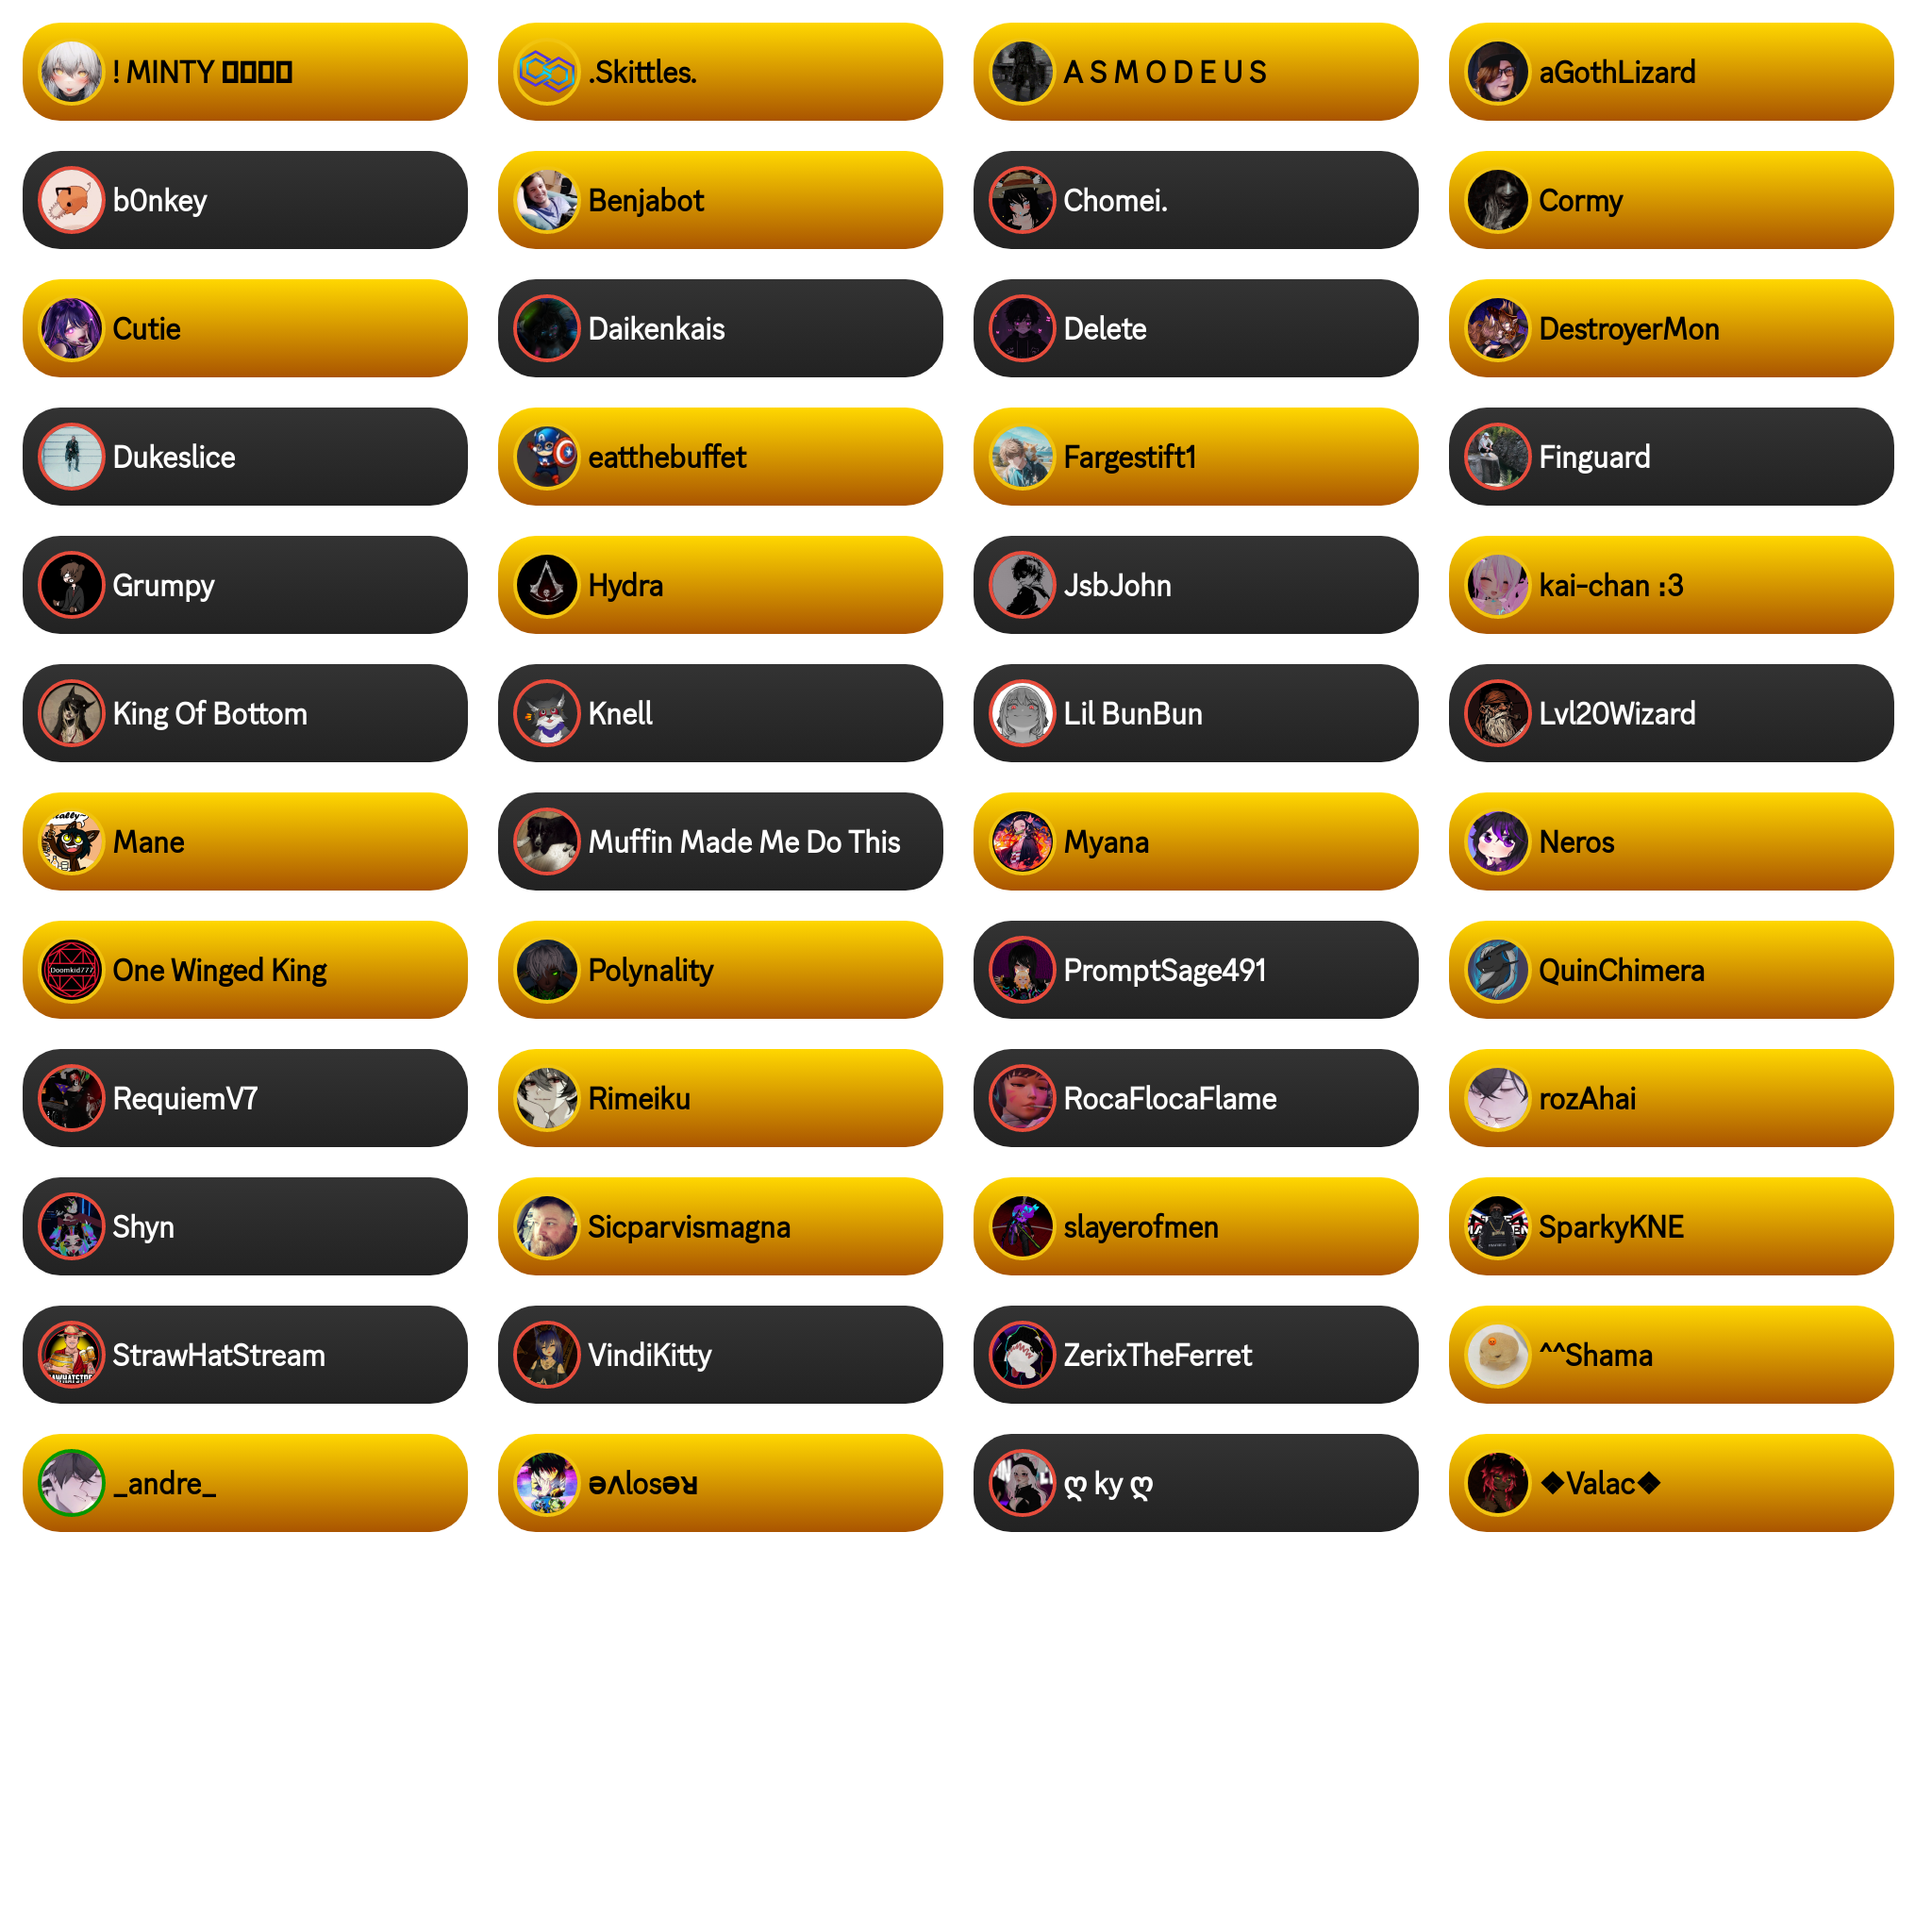 ! MINTY
.Skittles.
A S M O D E U S
aGothLizard
b0nkey
Benjabot
Chomei.
Cormy
Cutie
Daikenkais
Delete
DestroyerMon
Dukeslice
eatthebuffet
Fargestift1
Finguard
Grumpy
Hydra
JsbJohn
kai-chan :3
King Of Bottom
Knell
Lil BunBun
Lvl20Wizard
Mane
Muffin Made Me Do This
Myana
Neros
Doomkid777
One Winged King
Polynality
PromptSage491
QuinChimera
RequiemV7
Rimeiku
RocaFlocaFlame
rozAhai
Shyn
Sicparvismagna
slayerofmen
SparkyKNE
StrawHatStream
VindiKitty
ZerixTheFerret
^^Shama
_andre_
ɘʌlosɘᴙ
ღ ky ღ
❖Valac❖